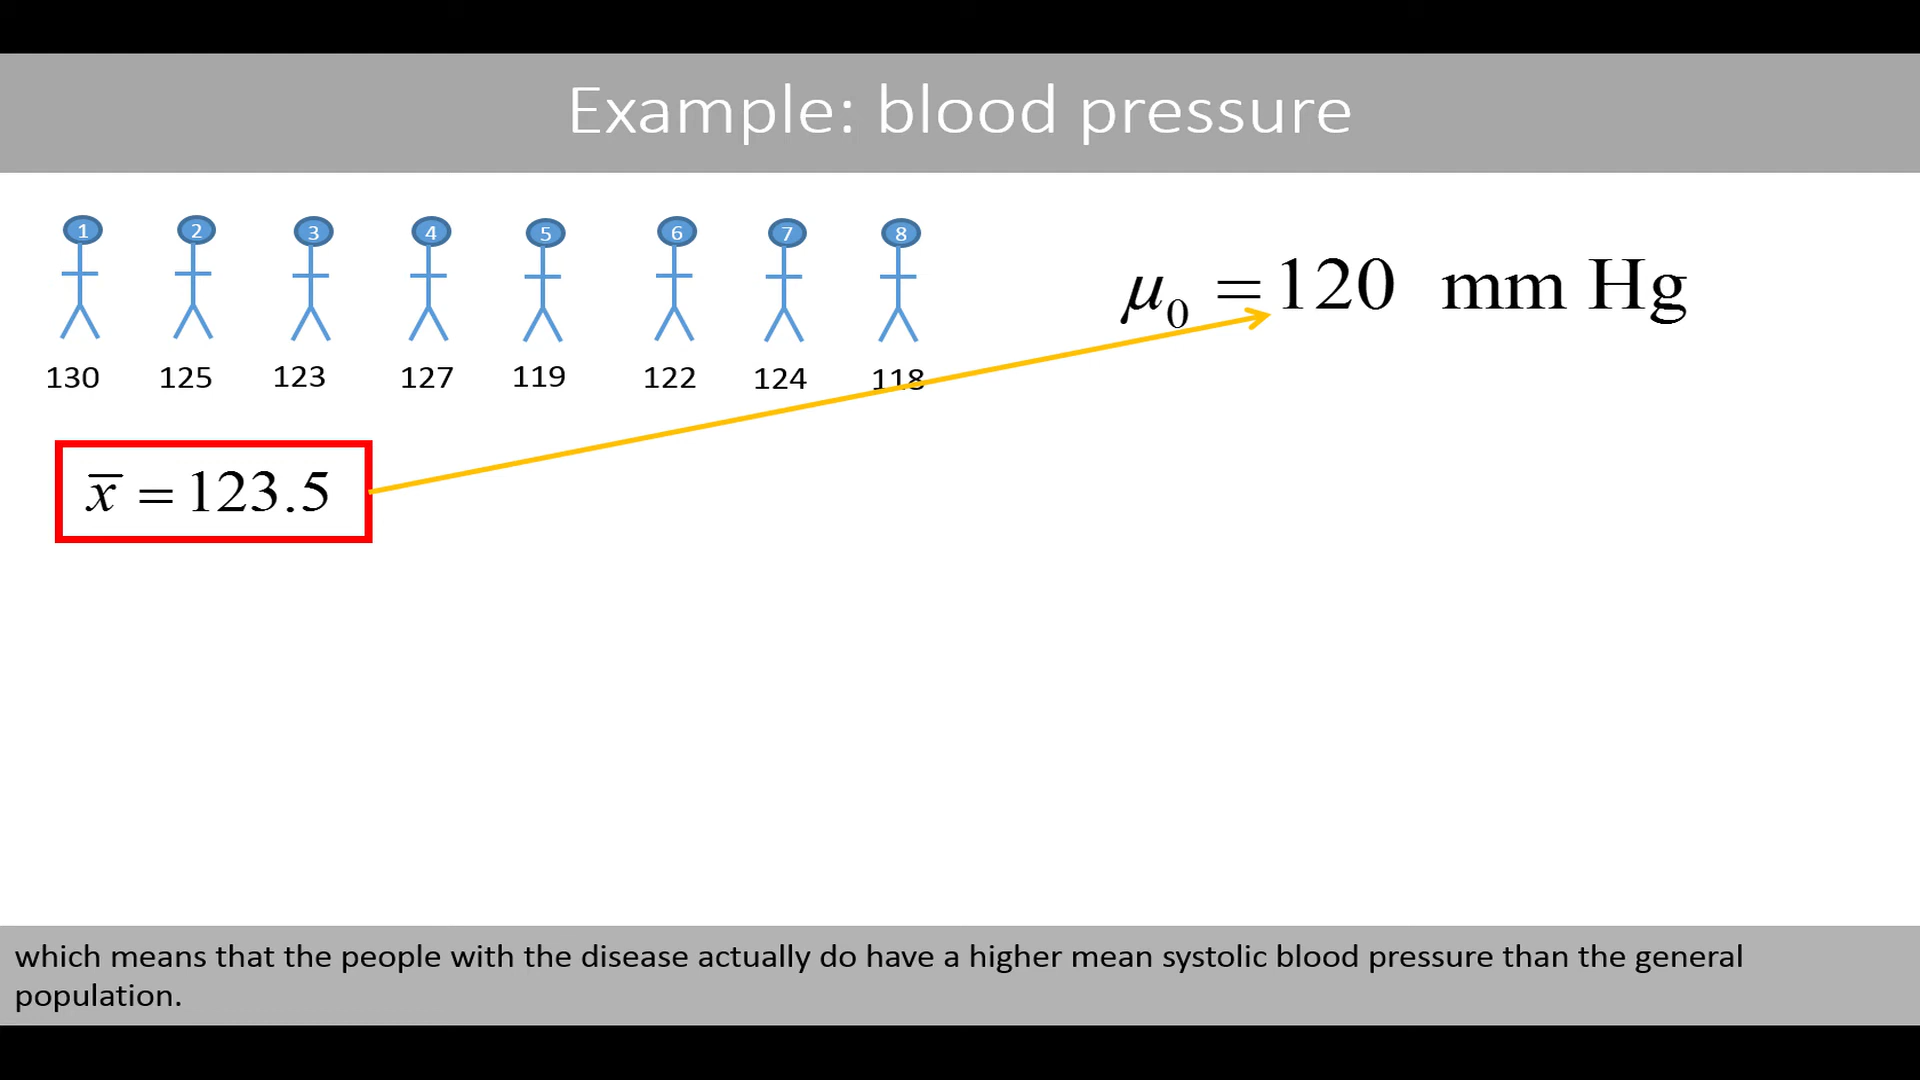 Example: blood pressure
1 2 3 4 5 6 7 8
μ₀ = 120 mm Hg
130 125 123 127 119 122 124 118
x̅ = 123.5
which means that the people with the disease actually do have a higher mean systolic blood pressure than the general
population.